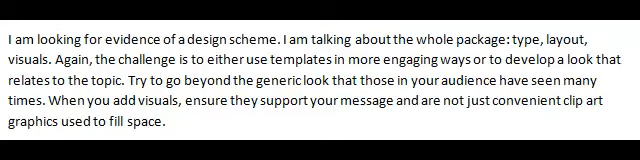 I am looking for evidence of a design scheme. I am talking about the whole package: type, layout,
visuals. Again, the challenge is to either use templates in more engaging ways or to develop a look that
relates to the topic. Try to go beyond the generic look that those in your audience have seen many
times. When you add visuals, ensure they support your message and are not just convenient clip art
graphics used to fill space.